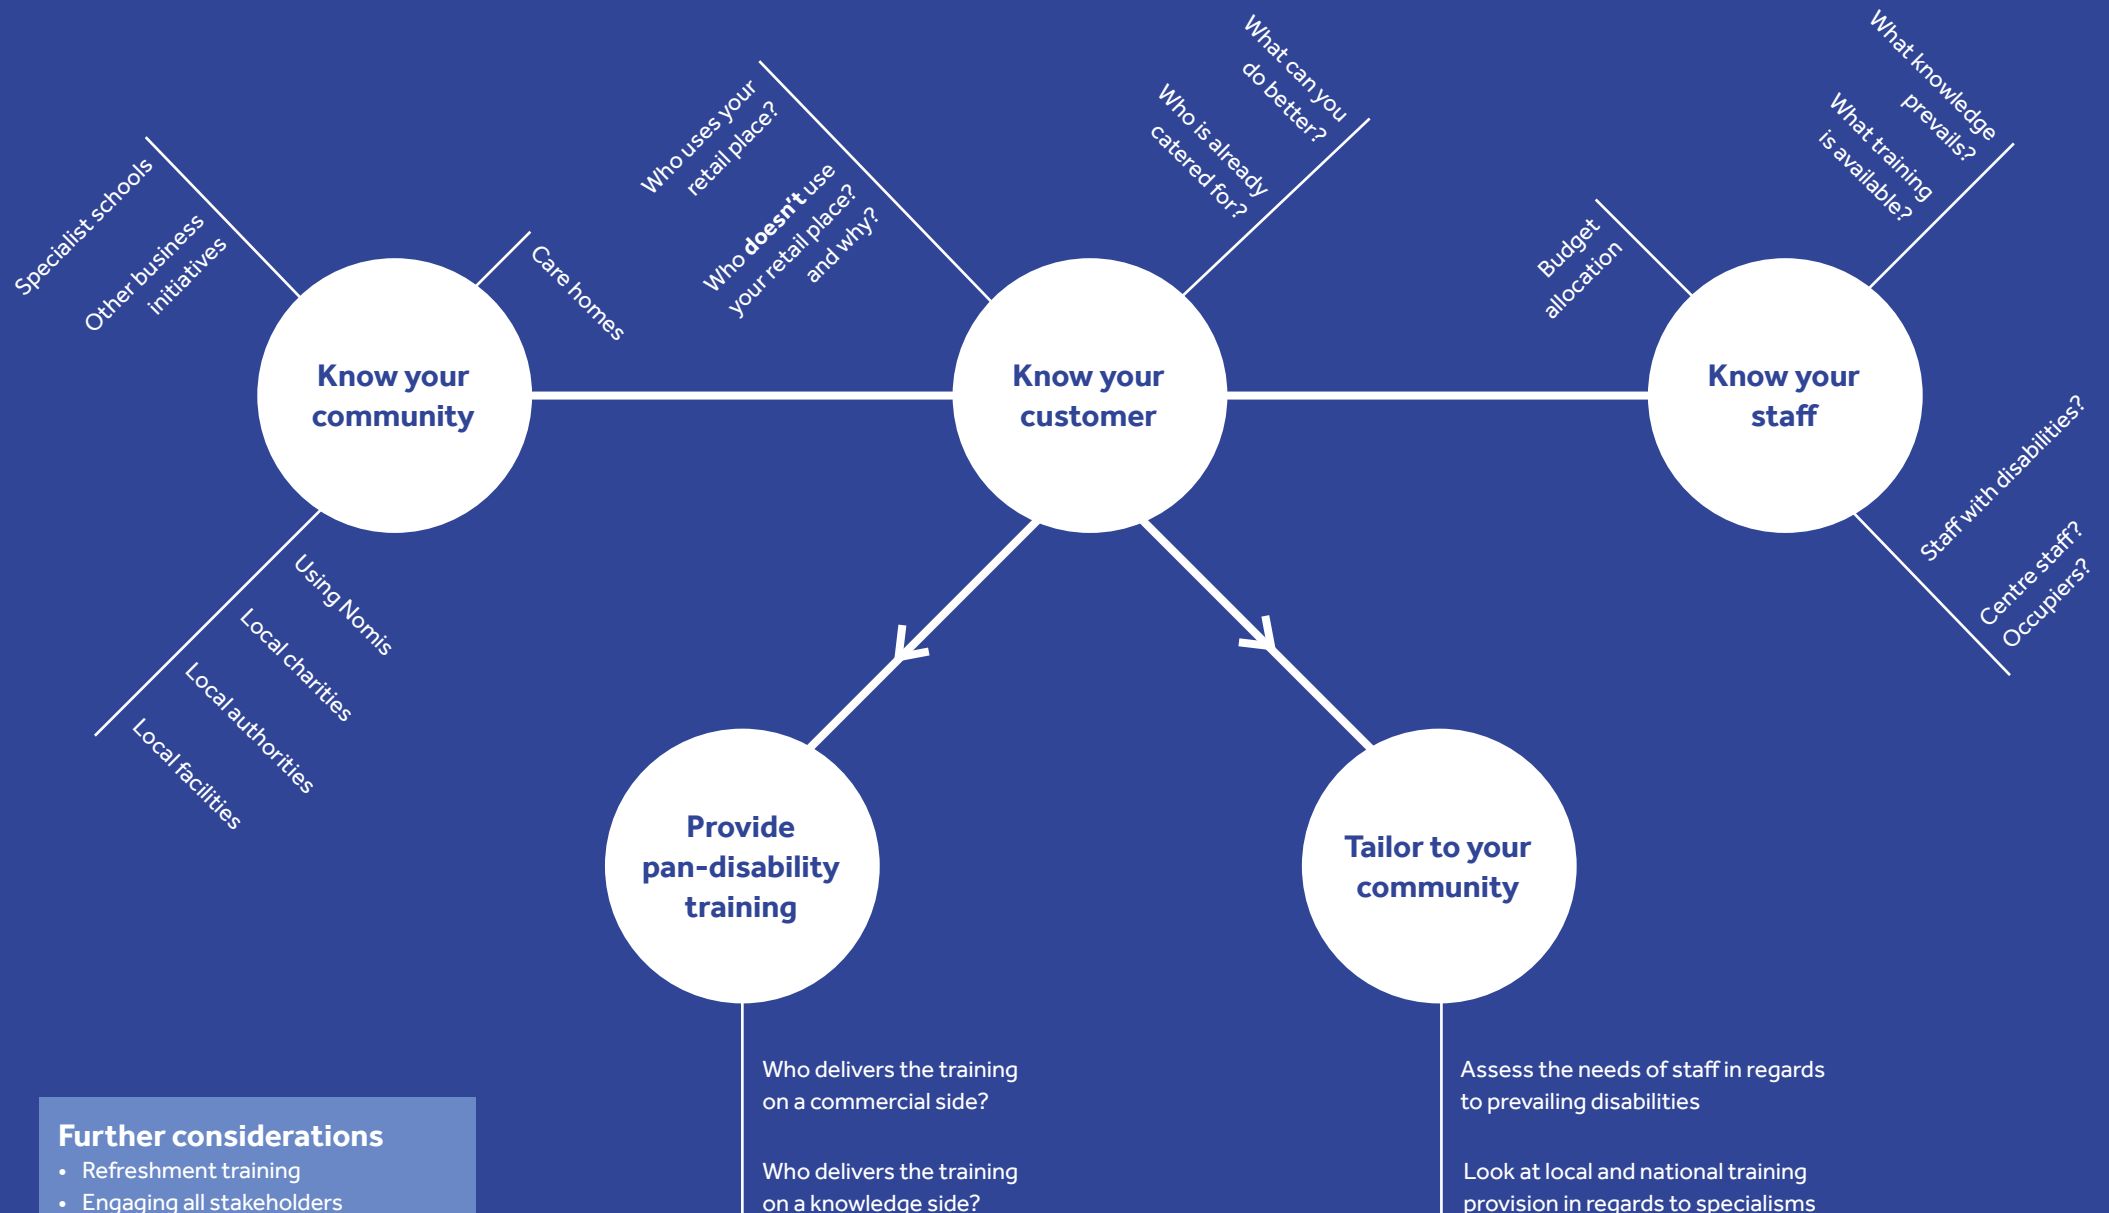 Specialist schools
Other business
initiatives
Care homes
Know your
community
Using Nomis
Local charities
Local authorities
Local facilities
Who uses your
retail place?
Who doesn't use
your retail place?
and why?
What can you
do better?
Who is already
catered for?
Know your
customer
Budget
allocation
What knowledge
prevails?
What training
is available?
Know your
staff
Staff with disabilities?
Centre staff?
Occupiers?
Provide
pan-disability
training
Who delivers the training
on a commercial side?
Who delivers the training
on a knowledge side?
Tailor to your
community
Assess the needs of staff in regards
to prevailing disabilities
Look at local and national training
provision in regards to specialisms
Further considerations
• Refreshment training
• Engaging all stakeholders